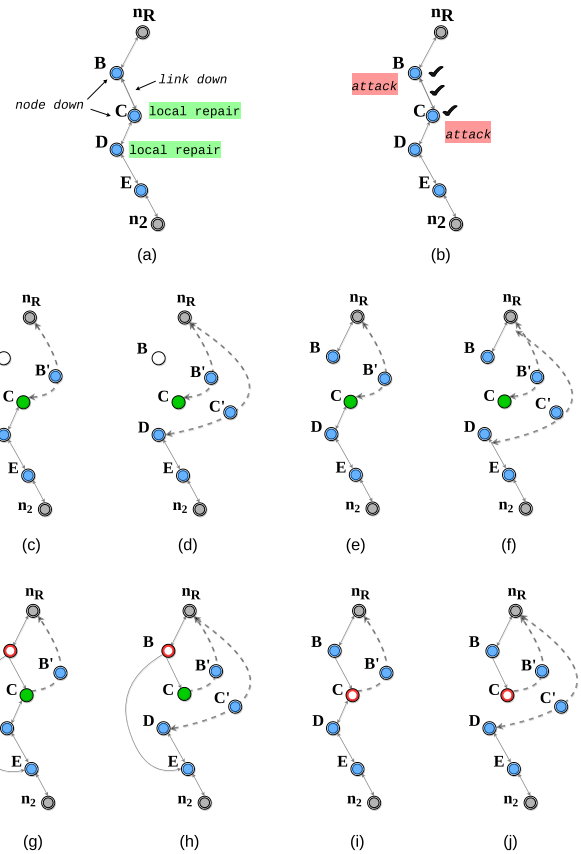 nR nR
B B
link down attack
node down
C local repair C
attack
D local repair D
E E
n2 n2
(a) (b)
nR nR nR nR
B B B
B' B' B' B'
C C C C
C' C'
D D D
E E E E
n2 n2 n2 n2
(c) (d) (e) (f)
nR nR nR nR
B B B
B' B' B' B'
C C C C
C' C'
D D D
E E E E
n2 n2 n2 n2
(g) (h) (i) (j)